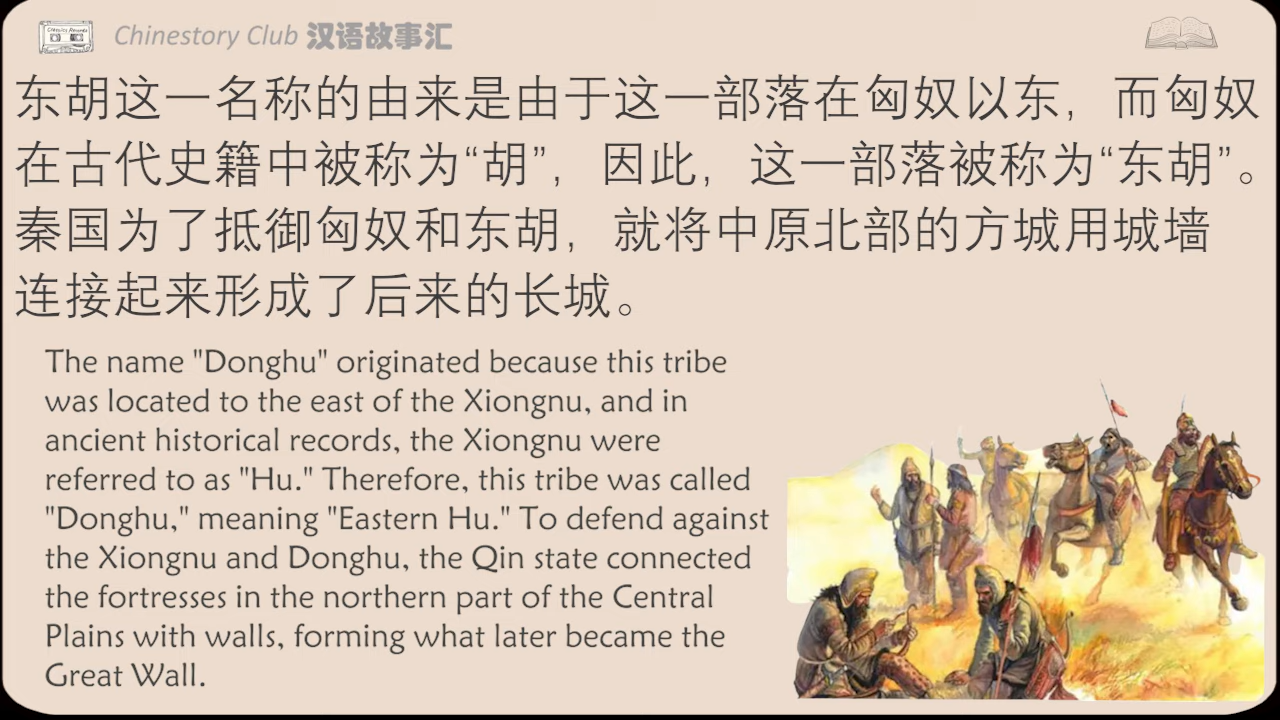 Classics Records
Chinestory Club 汉语故事汇
东胡这一名称的由来是由于这一部落在匈奴以东，而匈奴
在古代史籍中被称为“胡”，因此，这一部落被称为“东胡”。
秦国为了抵御匈奴和东胡，就将中原北部的方城用城墙
连接起来形成了后来的长城。
The name "Donghu" originated because this tribe
was located to the east of the Xiongnu, and in
ancient historical records, the Xiongnu were
referred to as "Hu." Therefore, this tribe was called
"Donghu," meaning "Eastern Hu." To defend against
the Xiongnu and Donghu, the Qin state connected
the fortresses in the northern part of the Central
Plains with walls, forming what later became the
Great Wall.